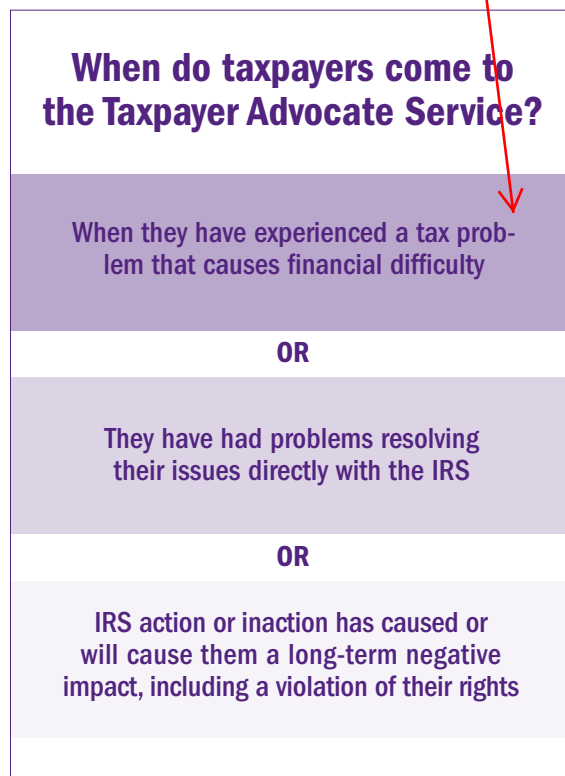 When do taxpayers come to
the Taxpayer Advocate Service?
When they have experienced a tax prob-
lem that causes financial difficulty
OR
They have had problems resolving
their issues directly with the IRS
OR
IRS action or inaction has caused or
will cause them a long-term negative
impact, including a violation of their rights